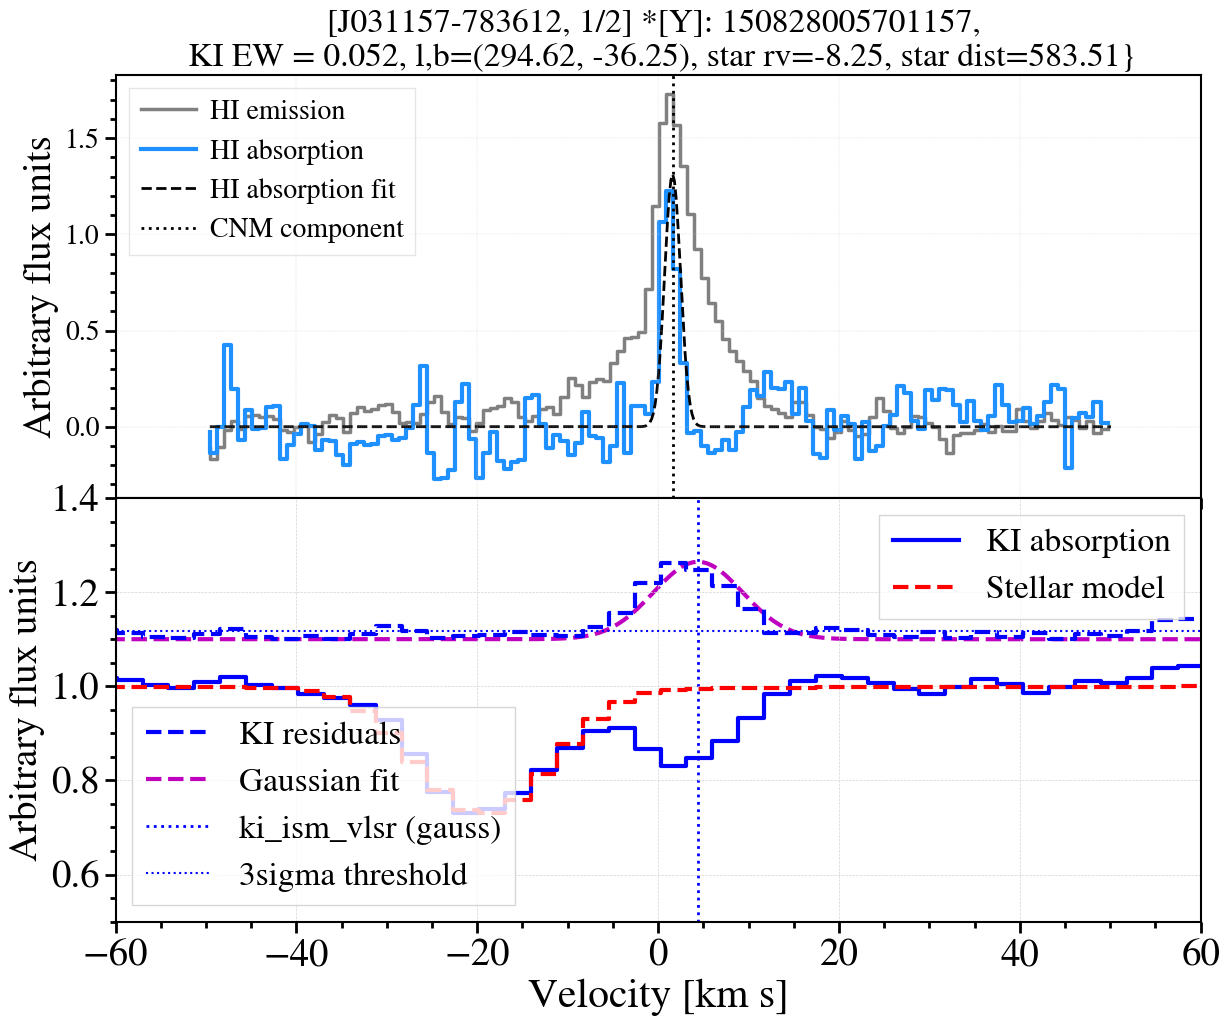 [J031157-783612, 1/2] *[Y]: 150828005701157,
KI EW = 0.052, l,b=(294.62, -36.25), star rv=-8.25, star dist=583.51}
HI emission
HI absorption
HI absorption fit
CNM component
Arbitrary flux units
1.5
1.0
0.5
0.0
KI absorption
Stellar model
KI residuals
Gaussian fit
ki_ism_vlsr (gauss)
3sigma threshold
Arbitrary flux units
1.4
1.2
1.0
0.8
0.6
−60
−40
−20
0
20
40
60
Velocity [km s]